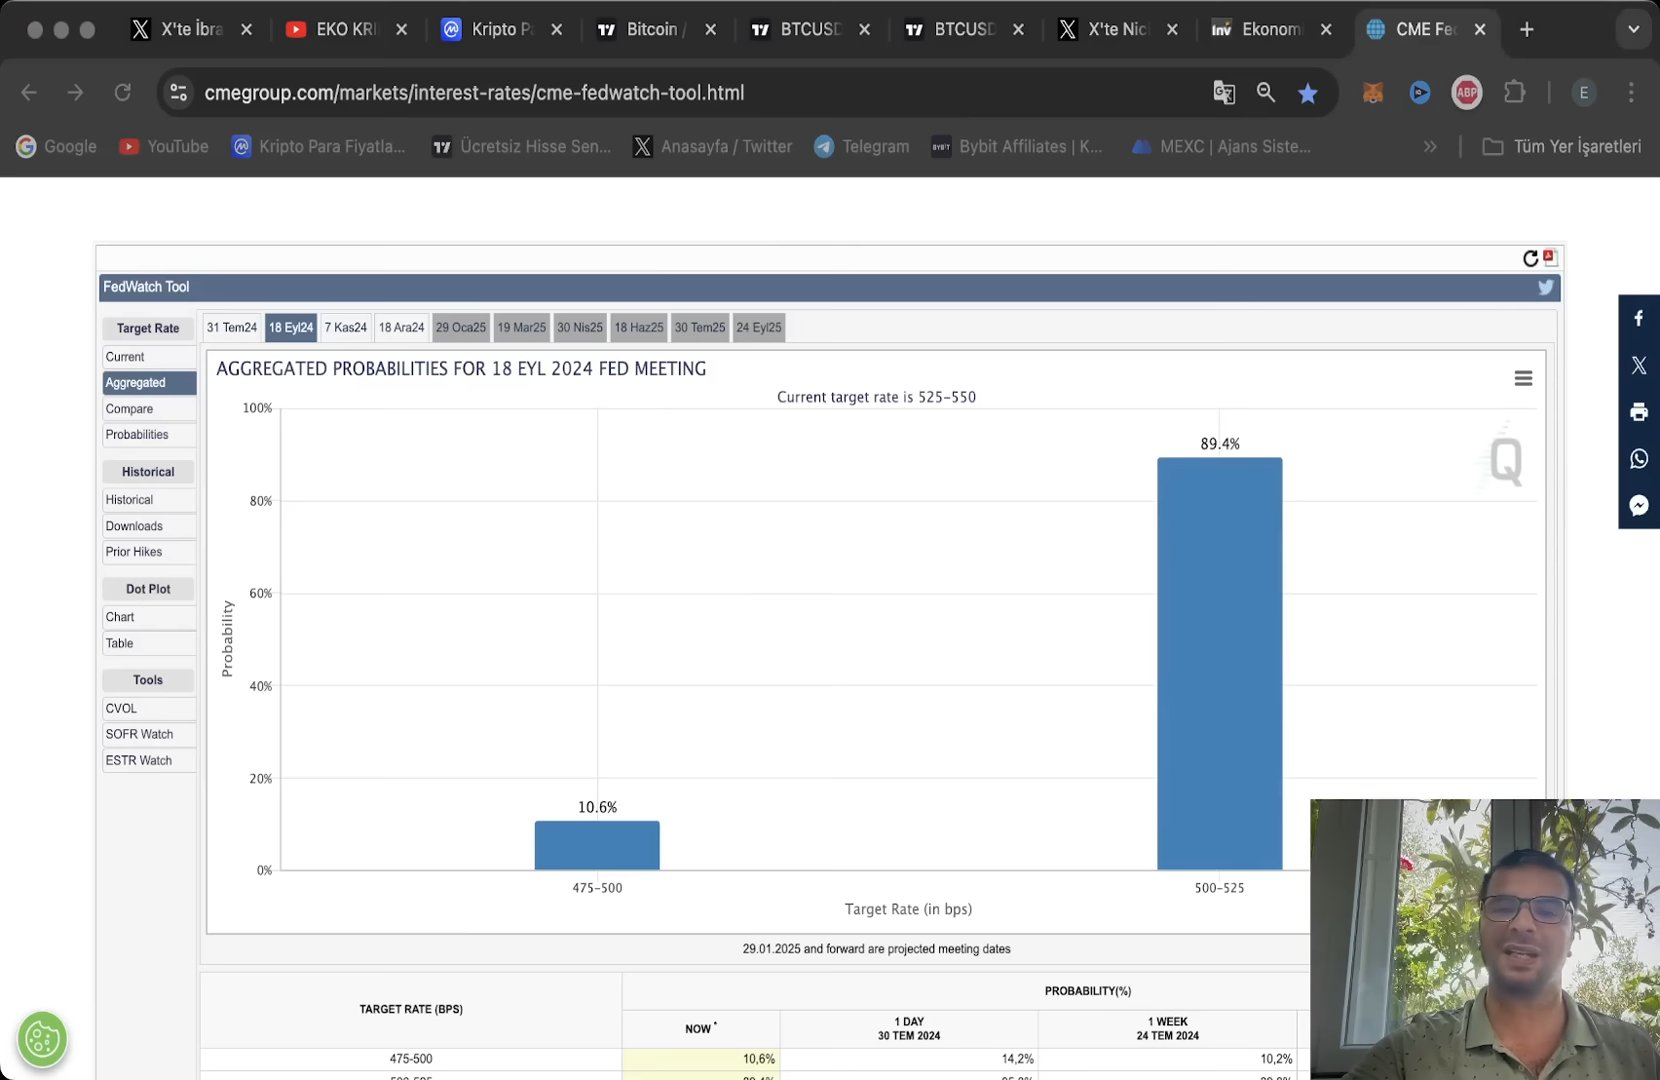 X'te İbra
EKO KRİ
Kripto P
Bitcoin /
BTCUSD
BTCUSD
X'te Nic
Ekonom
CME Fe
cmegroup.com/markets/interest-rates/cme-fedwatch-tool.html
ABP
E
Google
YouTube
Kripto Para Fiyatla...
Ücretsiz Hisse Sen...
Anasayfa / Twitter
Telegram
Bybit Affiliates | K...
MEXC | Ajans Siste...
Tüm Yer İşaretleri
FedWatch Tool
Target Rate
31 Tem24
18 Eyl24
7 Kas24
18 Ara24
29 Oca25
19 Mar25
30 Nis25
18 Haz25
30 Tem25
24 Eyl25
Current
Aggregated
Compare
Probabilities
Historical
Historical
Downloads
Prior Hikes
Dot Plot
Chart
Table
Tools
CVOL
SOFR Watch
ESTR Watch
AGGREGATED PROBABILITIES FOR 18 EYL 2024 FED MEETING
Current target rate is 525-550
100%
80%
60%
40%
20%
0%
Probability
10.6%
89.4%
475-500
500-525
Target Rate (in bps)
29.01.2025 and forward are projected meeting dates
TARGET RATE (BPS)
PROBABILITY(%)
NOW *
1 DAY
30 TEM 2024
1 WEEK
24 TEM 2024
475-500
10,6%
14,2%
10,2%